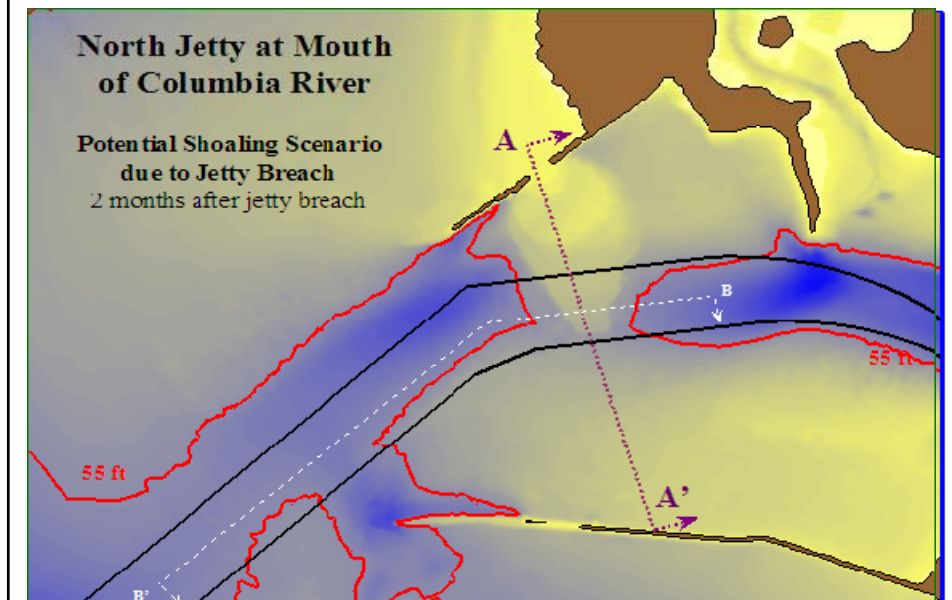 North Jetty at Mouth
of Columbia River
Potential Shoaling Scenario
due to Jetty Breach
2 months after jetty breach
A
B
55 ft
55 ft
A’
B’